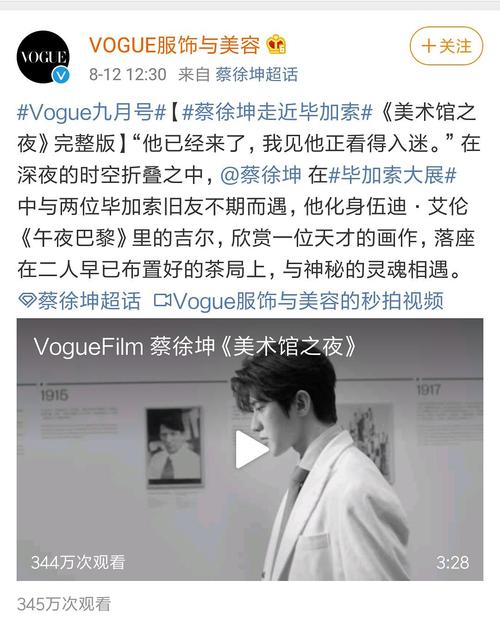 VOGUE
VOGUE服饰与美容
+关注
8-12 12:30 来自 蔡徐坤超话
#Vogue九月号#【#蔡徐坤走近毕加索#《美术馆之
夜》完整版】“他已经来了，我见他正看得入迷。”在
深夜的时空折叠之中，@蔡徐坤 在#毕加索大展#
中与两位毕加索旧友不期而遇，他化身伍迪·艾伦
《午夜巴黎》里的吉尔，欣赏一位天才的画作，落座
在二人早已布置好的茶局上，与神秘的灵魂相遇。
蔡徐坤超话 Vogue服饰与美容的秒拍视频
VogueFilm 蔡徐坤《美术馆之夜》
1915
1917
344万次观看
3:28
345万次观看